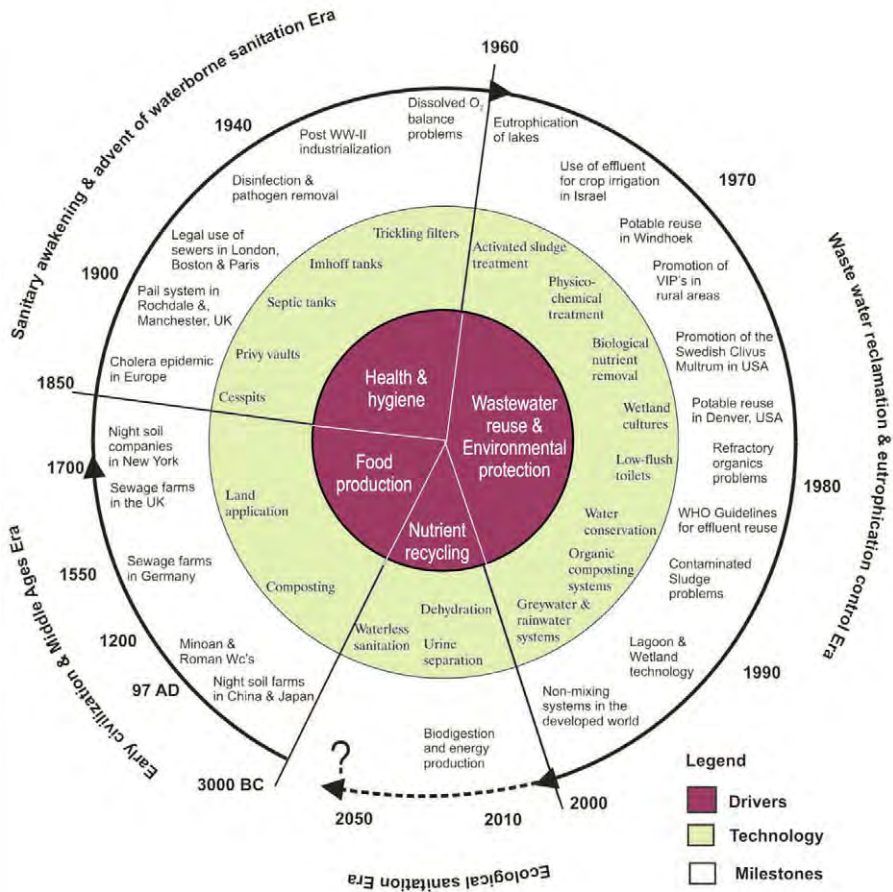 Sanitary awakening & advent of waterborne sanitation Era
1960
1940
1900
1850
Dissolved O₂
balance
problems
Post WW-II
industrialization
Disinfection &
pathogen removal
Legal use of
sewers in London,
Boston & Paris
Pail system in
Rochdale &,
Manchester, UK
Cholera epidemic
in Europe
Trickling filters
Imhoff tanks
Septic tanks
Privy vaults
Cesspits
Health &
hygiene
Eutrophication
of lakes
Use of effluent
for crop irrigation
in Israel
1970
Potable reuse
in Windhoek
Promotion of
VIP's in
rural areas
Promotion of the
Swedish Clivus
Multrum in USA
Potable reuse
in Denver, USA
Refractory
organics
problems
1980
WHO Guidelines
for effluent reuse
Contaminated
Sludge
problems
Lagoon &
Wetland
technology
1990
Non-mixing
systems in the
developed world
2000
Waste water reclamation & eutrophication control Era
Activated sludge
treatment
Physico-
chemical
treatment
Biological
nutrient
removal
Wetland
cultures
Low-flush
toilets
Water
conservation
Organic
composting
systems
Greywater &
rainwater
systems
Wastewater
reuse &
Environmental
protection
Night soil
companies
in New York
1700
Sewage farms
in the UK
1550
Sewage farms
in Germany
1200
Minoan &
Roman Wc's
97 AD
Night soil farms
in China & Japan
3000 BC
Early civilization & Middle Ages Era
Land
application
Composting
Food
production
Nutrient
recycling
Dehydration
Waterless
sanitation
Urine
separation
Biodigestion
and energy
production
?
2050
2010
Ecological sanitation Era
Legend
Drivers
Technology
Milestones